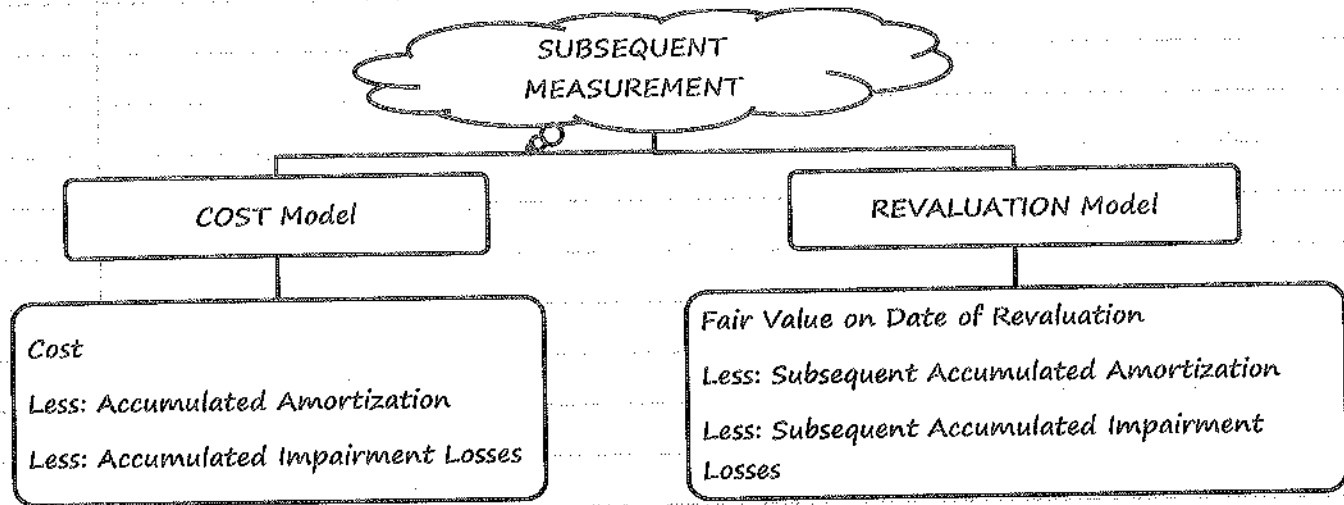 SUBSEQUENT
MEASUREMENT
COST Model
REVALUATION Model
Cost
Less: Accumulated Amortization
Less: Accumulated Impairment Losses
Fair Value on Date of Revaluation
Less: Subsequent Accumulated Amortization
Less: Subsequent Accumulated Impairment
Losses